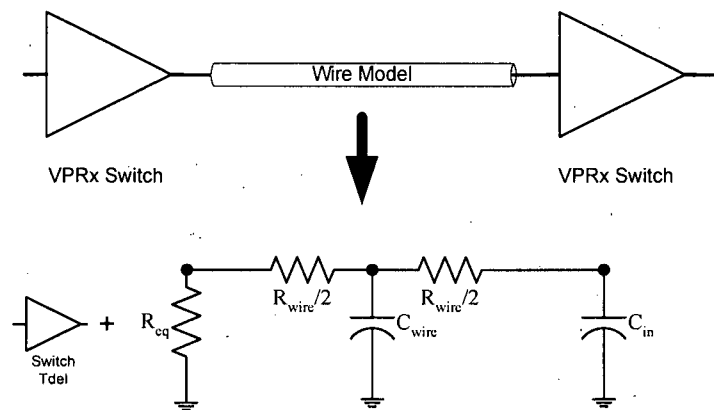 Wire Model
VPRx Switch
VPRx Switch
Rwire/2
Rwire/2
Req
Cwire
Cin
+
Switch
Tdel